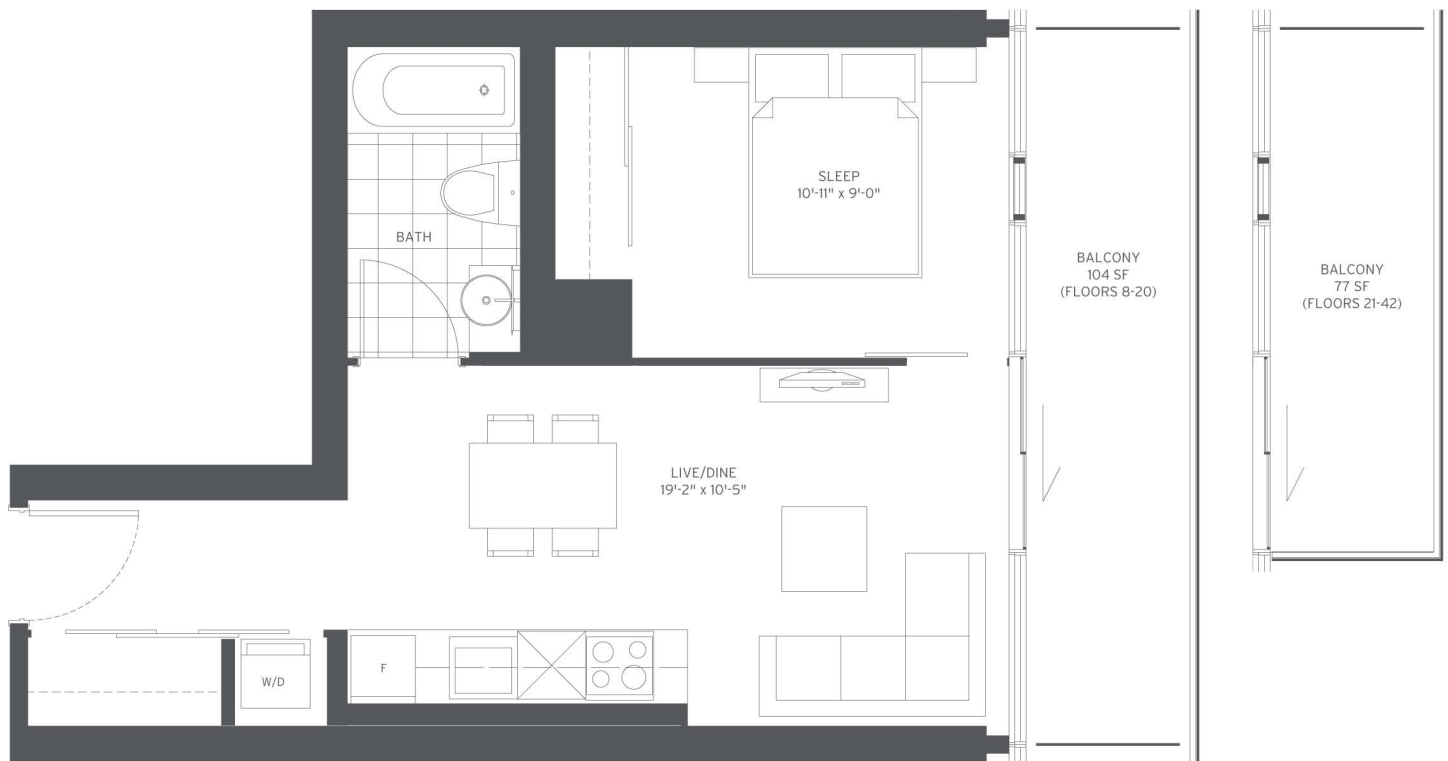 SLEEP
10'-11" x 9'-0"
BATH
BALCONY
104 SF
(FLOORS 8-20)
BALCONY
77 SF
(FLOORS 21-42)
LIVE/DINE
19'-2" x 10'-5"
F
W/D